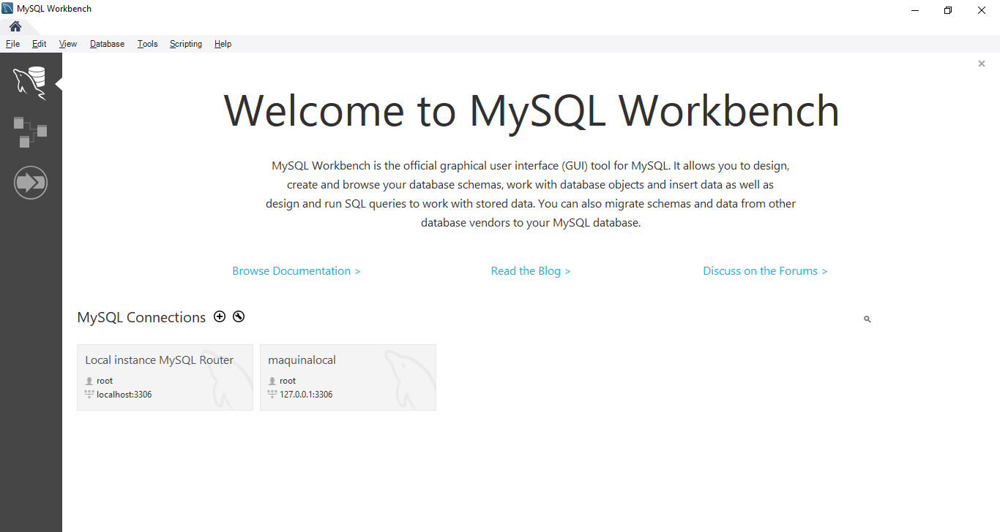 MySQL Workbench
File Edit View Database Tools Scripting Help
Welcome to MySQL Workbench
MySQL Workbench is the official graphical user interface (GUI) tool for MySQL. It allows you to design,
create and browse your database schemas, work with database objects and insert data as well as
design and run SQL queries to work with stored data. You can also migrate schemas and data from other
database vendors to your MySQL database.
Browse Documentation > Read the Blog > Discuss on the Forums >
MySQL Connections
Local instance MySQL Router
root
localhost:3306
maquinalocal
root
127.0.0.1:3306